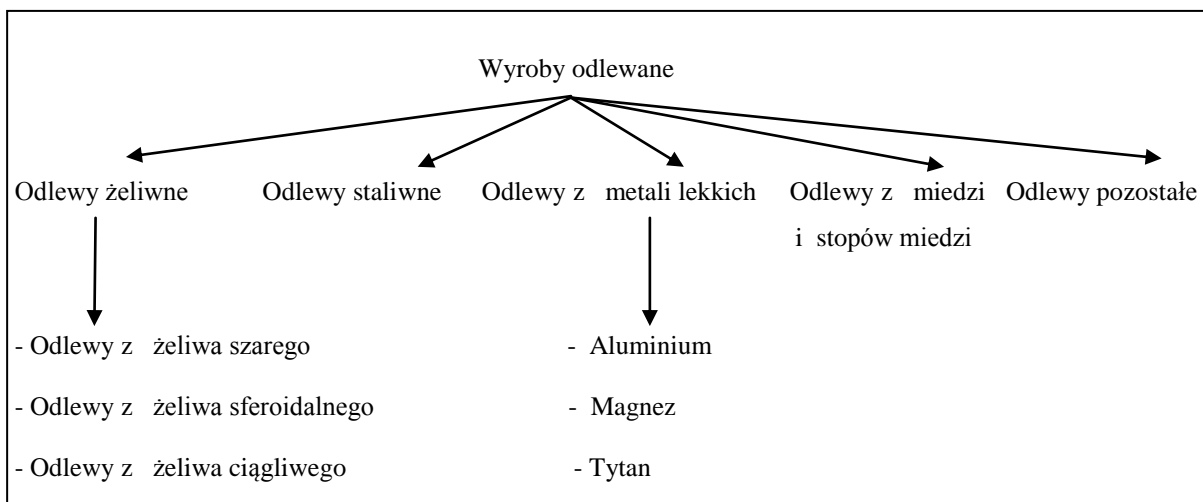 Wyroby odlewane
Odlewy żeliwne Odlewy staliwne Odlewy z metali lekkich Odlewy z miedzi Odlewy pozostałe
i stopów miedzi
- Odlewy z żeliwa szarego - Aluminium
- Odlewy z żeliwa sferoidalnego - Magnez
- Odlewy z żeliwa ciągliwego - Tytan